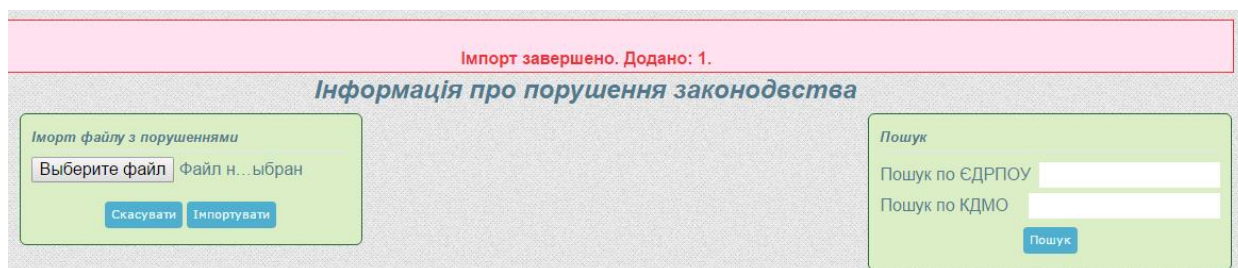 Імпорт завершено. Додано: 1.
Інформація про порушення законодвства
Іморт файлу з порушеннями
Выберите файл Файл н...ыбран
Скасувати Імпортувати
Пошук
Пошук по ЄДРПОУ
Пошук по КДМО
Пошук